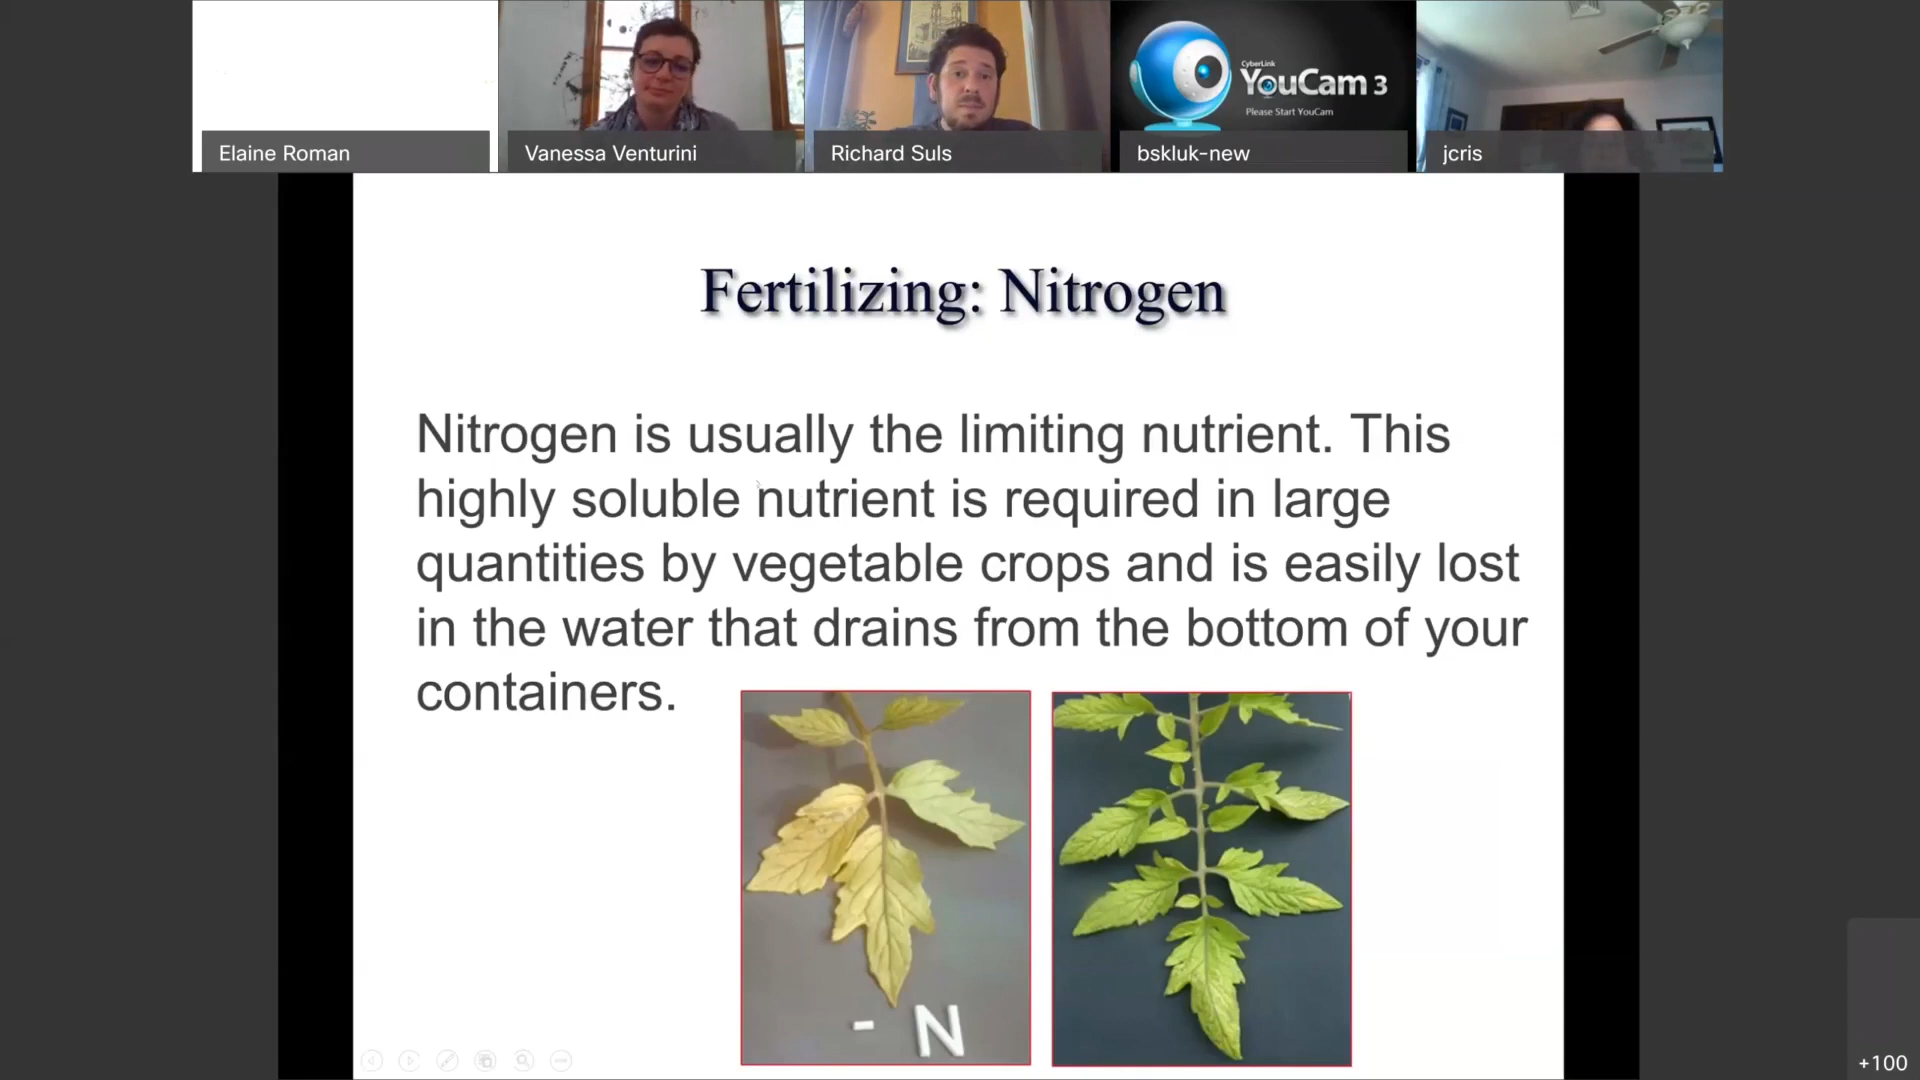 Elaine Roman
Vanessa Venturini
Richard Suls
CyberLink
YouCam 3
Please Start YouCam
bskluk-new
jcris
Fertilizing: Nitrogen
Nitrogen is usually the limiting nutrient. This
highly soluble nutrient is required in large
quantities by vegetable crops and is easily lost
in the water that drains from the bottom of your
containers.
- N
+100